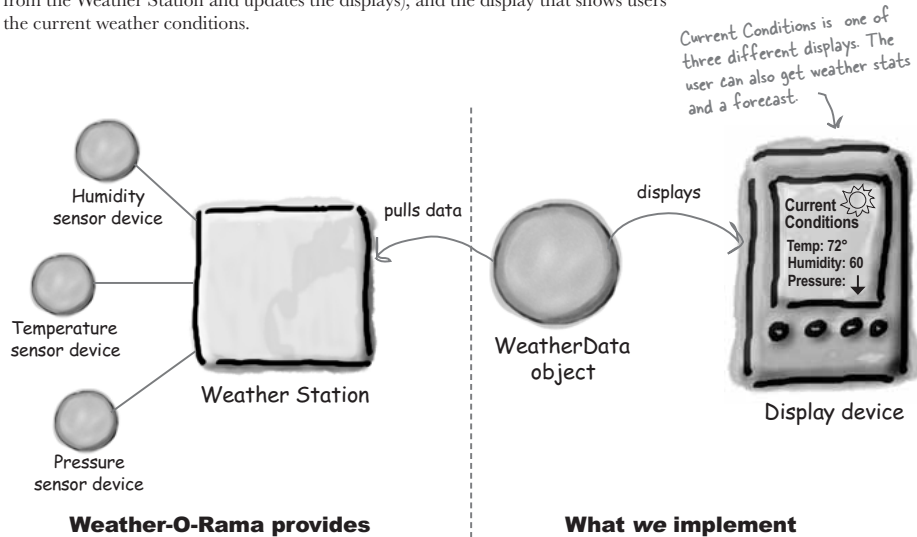 from the Weather Station and updates the displays), and the display that shows users
the current weather conditions.
Current Conditions is one of
three different displays. The
user can also get weather stats
and a forecast.
Humidity
sensor device
Temperature
sensor device
Pressure
sensor device
Weather Station
pulls data
WeatherData
object
displays
Current
Conditions
Temp: 72°
Humidity: 60
Pressure:
Display device
Weather-O-Rama provides
What we implement